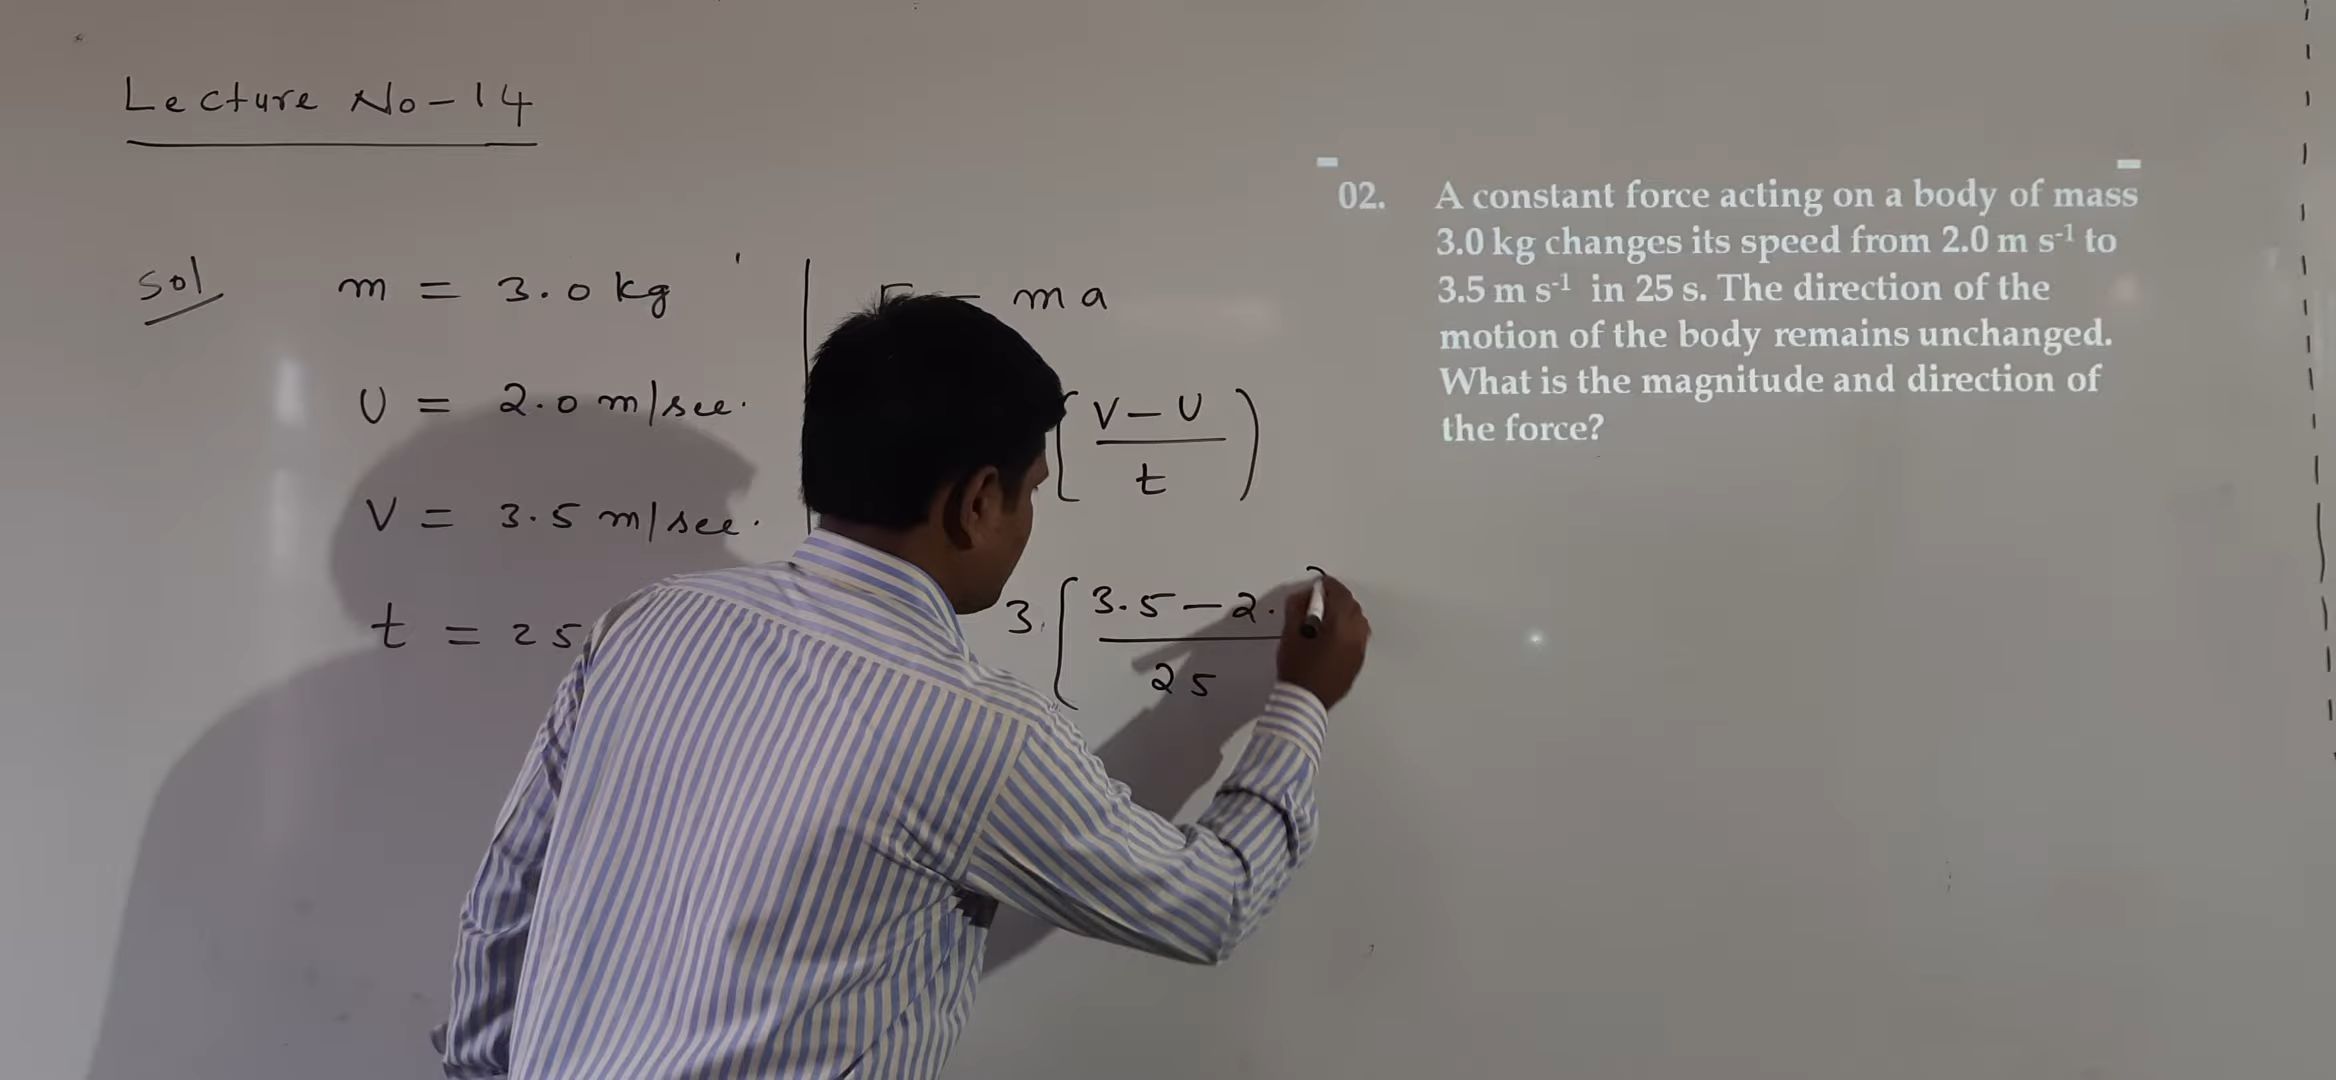 Lecture No-14
Sol
m = 3.0 kg
U = 2.0 m/sec.
V = 3.5 m/sec.
t = 25
ma
(V-U
t)
3.[3.5-2.
25
02. A constant force acting on a body of mass
3.0 kg changes its speed from 2.0 m s⁻¹ to
3.5 m s⁻¹ in 25 s. The direction of the
motion of the body remains unchanged.
What is the magnitude and direction of
the force?